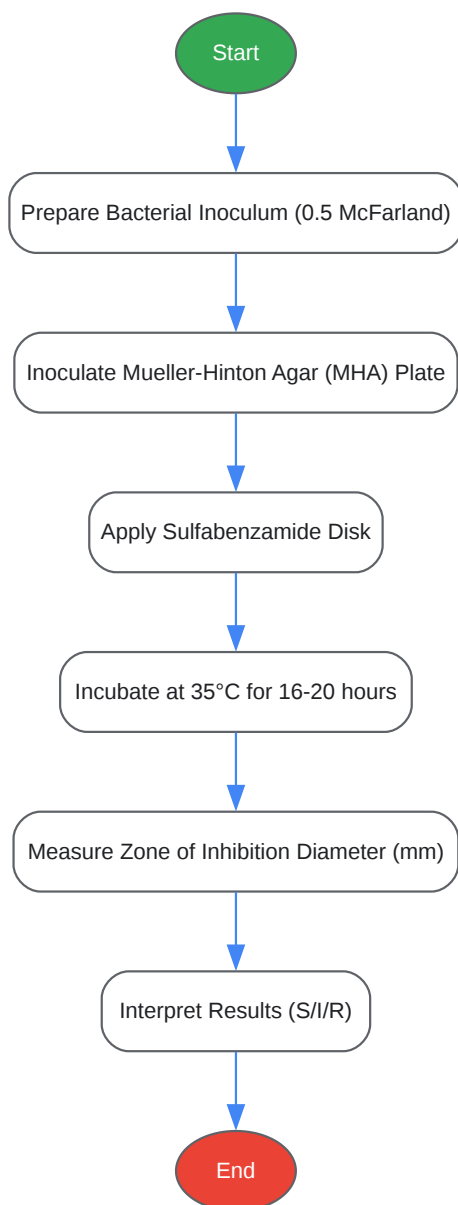 Start
Prepare Bacterial Inoculum (0.5 McFarland)
Inoculate Mueller-Hinton Agar (MHA) Plate
Apply Sulfabenzamide Disk
Incubate at 35°C for 16-20 hours
Measure Zone of Inhibition Diameter (mm)
Interpret Results (S/I/R)
End